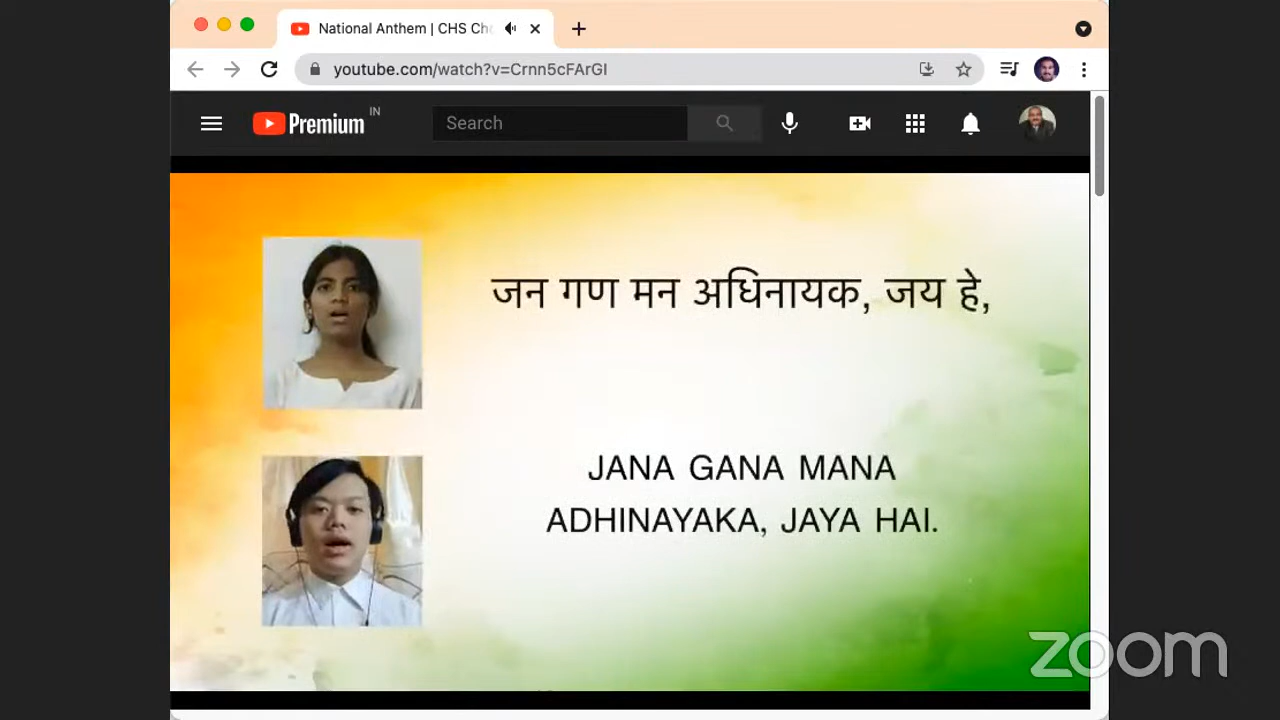 National Anthem | CHS Cho
youtube.com/watch?v=Crnn5cFArGI
Premium IN
Search
जन गण मन अधिनायक, जय हे,
JANA GANA MANA
ADHINAYAKA, JAYA HAI.
zoom